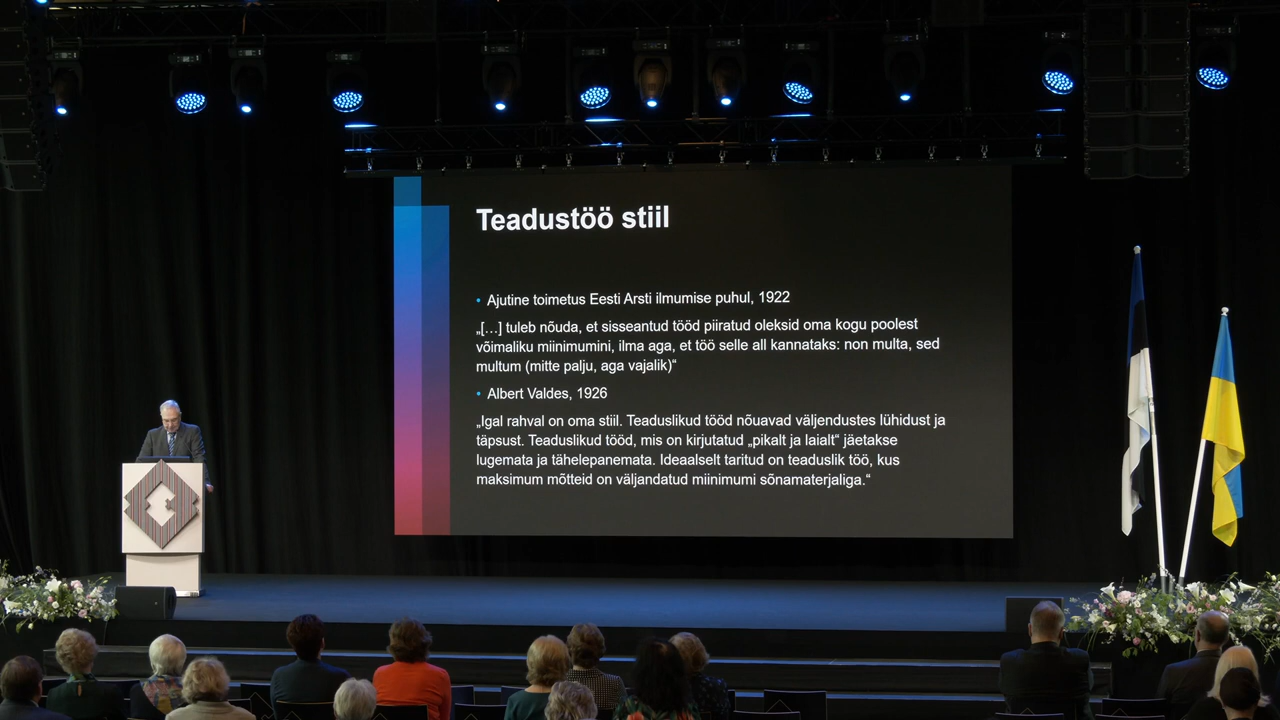 Teadustöö stiil
• Ajutine toimetus Eesti Arsti ilmumise puhul, 1922
„[…] tuleb nõuda, et sisseantud tööd piiratud oleksid oma kogu poolest
võimaliku miinimumini, ilma aga, et töö selle all kannataks: non multa, sed
multum (mitte palju, aga vajalik)“
• Albert Valdes, 1926
„Igal rahval on oma stiil. Teaduslikud tööd nõuavad väljendustes lühidust ja
täpsust. Teaduslikud tööd, mis on kirjutatud „pikalt ja laialt“ jäetakse
lugemata ja tähelepanemata. Ideaalselt taritud on teaduslik töö, kus
maksimum mõtteid on väljandatud miinimumi sõnamaterjaliga.“